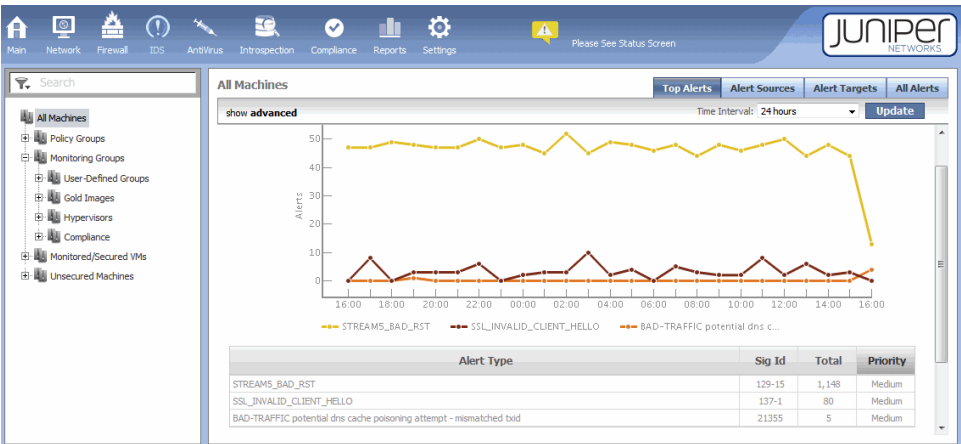 Main Network Firewall IDS AntiVirus Introspection Compliance Reports Settings
Please See Status Screen
JUNIPER
NETWORKS
Search
All Machines
Policy Groups
Monitoring Groups
User-Defined Groups
Gold Images
Hypervisors
Compliance
Monitored/Secured VMs
Unsecured Machines
All Machines
Top Alerts Alert Sources Alert Targets All Alerts
show advanced
Time Interval: 24 hours Update
Alerts
50
40
30
20
10
0
16:00 18:00 20:00 22:00 00:00 02:00 04:00 06:00 08:00 10:00 12:00 14:00 16:00
STREAM5_BAD_RST SSL_INVALID_CLIENT_HELLO BAD-TRAFFIC potential dns c...
Alert Type Sig Id Total Priority
STREAM5_BAD_RST 129-15 1,148 Medium
SSL_INVALID_CLIENT_HELLO 137-1 80 Medium
BAD-TRAFFIC potential dns cache poisoning attempt - mismatched txid 21355 5 Medium